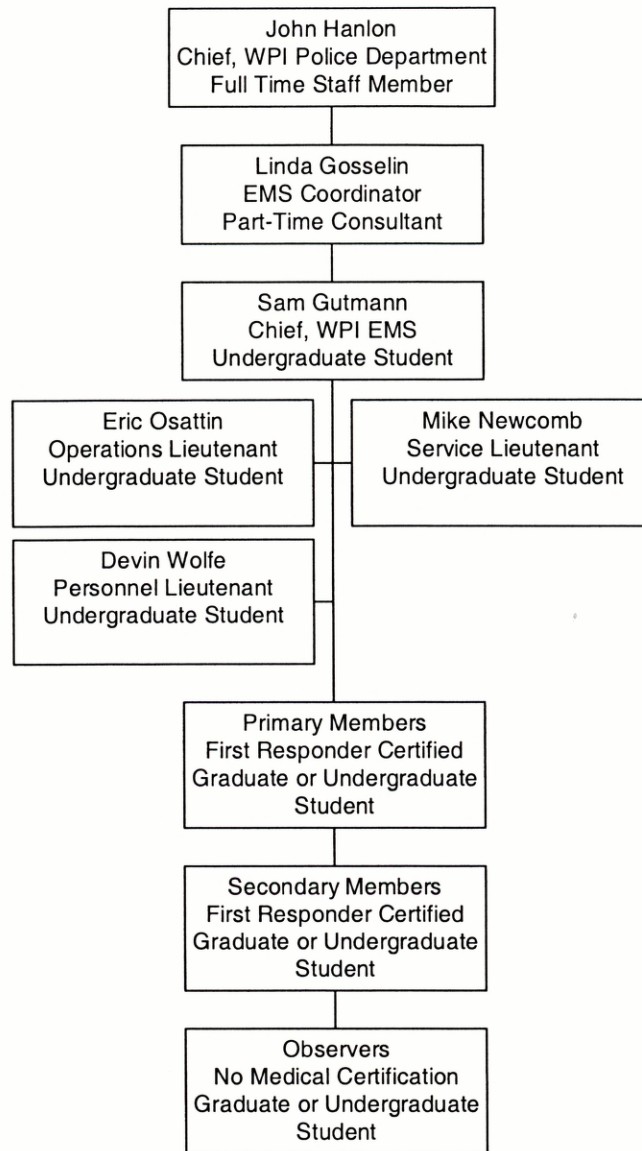 John Hanlon
Chief, WPI Police Department
Full Time Staff Member
Linda Gosselin
EMS Coordinator
Part-Time Consultant
Sam Gutmann
Chief, WPI EMS
Undergraduate Student
Eric Osattin
Operations Lieutenant
Undergraduate Student
Mike Newcomb
Service Lieutenant
Undergraduate Student
Devin Wolfe
Personnel Lieutenant
Undergraduate Student
Primary Members
First Responder Certified
Graduate or Undergraduate
Student
Secondary Members
First Responder Certified
Graduate or Undergraduate
Student
Observers
No Medical Certification
Graduate or Undergraduate
Student